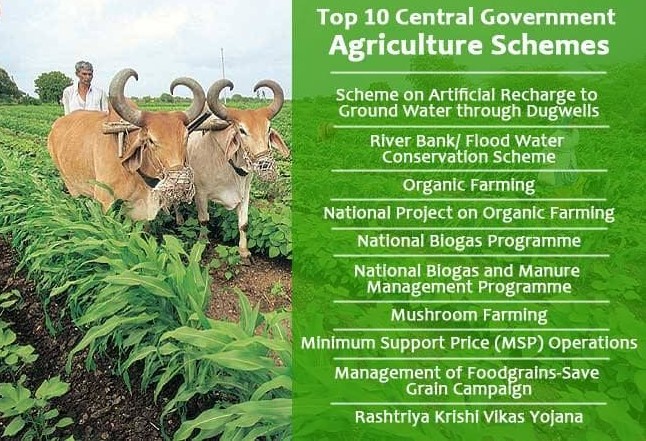 Top 10 Central Government
Agriculture Schemes
Scheme on Artificial Recharge to
Ground Water through Dugwells
River Bank/ Flood Water
Conservation Scheme
Organic Farming
National Project on Organic Farming
National Biogas Programme
National Biogas and Manure
Management Programme
Mushroom Farming
Minimum Support Price (MSP) Operations
Management of Foodgrains-Save
Grain Campaign
Rashtriya Krishi Vikas Yojana